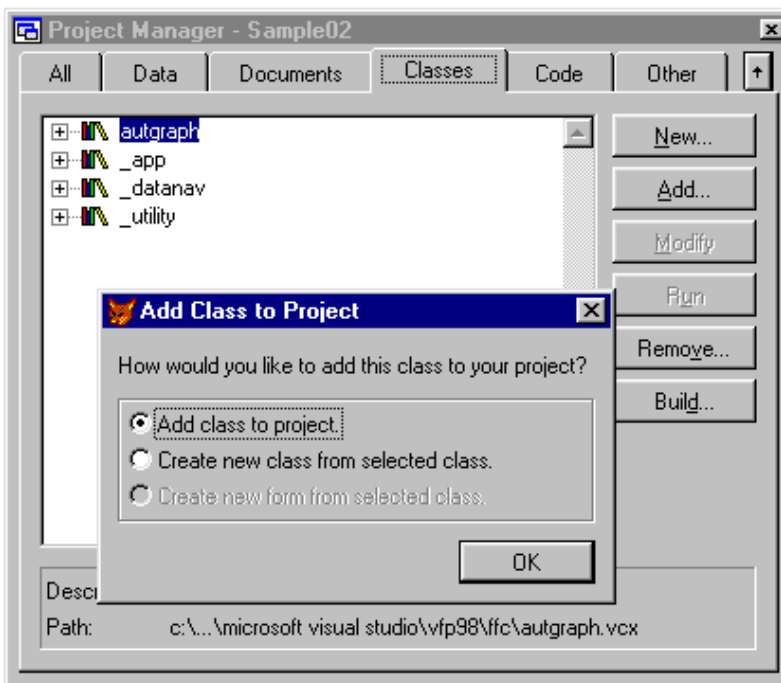 Project Manager - Sample02
All Data Documents Classes Code Other
autgraph
_app
_datanav
_utility
New...
Add...
Modify
Run
Remove...
Build...
Add Class to Project
How would you like to add this class to your project?
Add class to project.
Create new class from selected class.
Create new form from selected class.
OK
Descr
Path: c:\...\microsoft visual studio\vfp98\ffc\autgraph.vcx